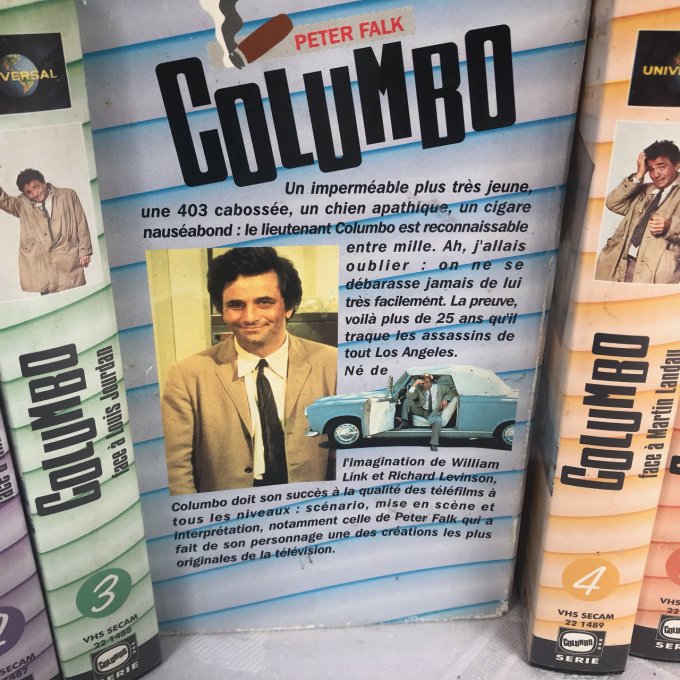 PETER FALK
COLUMBO
Un imperméable plus très jeune,
une 403 cabossée, un chien apathique, un cigare
nauséabond : le lieutenant Columbo est reconnaissable
entre mille. Ah, j'allais
oublier : on ne se
débarasse jamais de lui
très facilement. La preuve,
voilà plus de 25 ans qu'il
traque les assassins de
tout Los Angeles.
Né de
l'imagination de William
Link et Richard Levinson,
Columbo doit son succès à la qualité des téléfilms à
tous les niveaux : scénario, mise en scène et
interprétation, notamment celle de Peter Falk qui a
fait de son personnage une des créations les plus
originales de la télévision.
VERSAL
COLUMBO
face à Louis Jourdan
3
VHS SECAM
22 1488
COLUMBO
SERIE
UNIVE
COLUMBO
face à Martin Landau
4
VHS SECAM
22 1489
COLUMBO
SERIE
2
SECAM